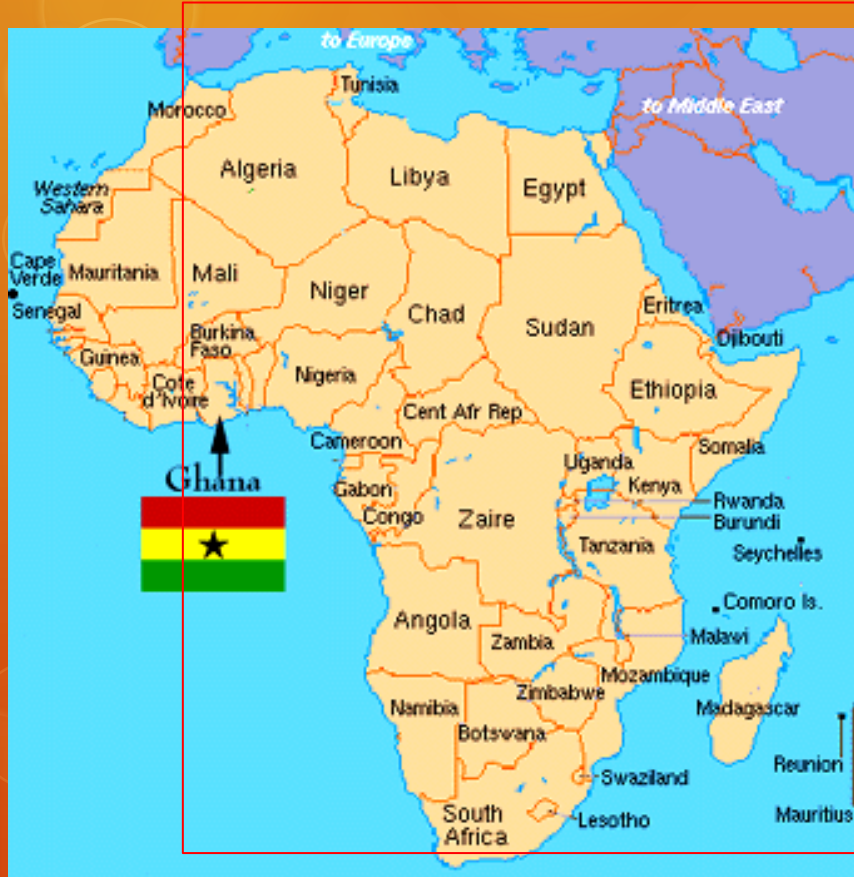 to Europe
Tunisia
to Middle East
Morocco
Algeria
Libya
Egypt
Western
Sahara
Cape
Verde
Mauritania
Mali
Niger
Chad
Sudan
Eritrea
Senegal
Burkina
Faso
Djibouti
Guinea
Nigeria
Ethiopia
Cote
d'Ivoire
Cent Afr Rep
Cameroon
Somalia
Uganda
Ghana
Gabon
Kenya
Rwanda
Congo
Zaire
Burundi
Tanzania
Seychelles
Comoro Is.
Angola
Zambia
Malawi
Mozambique
Zimbabwe
Namibia
Madagascar
Botswana
Reunion
Swaziland
South
Africa
Lesotho
Mauritius